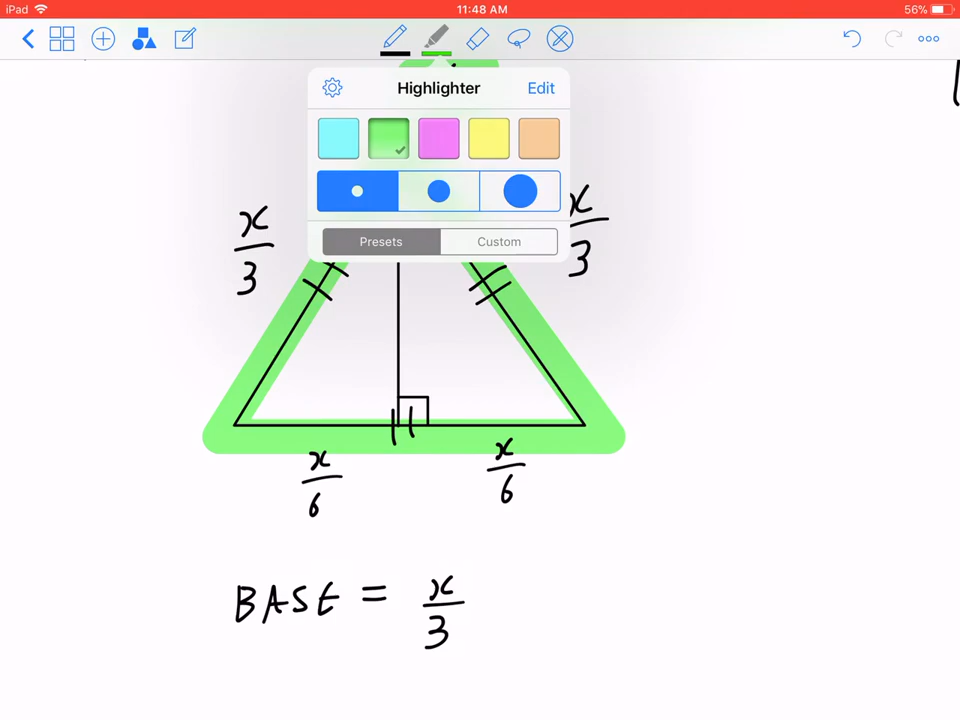 iPad 11:48 AM 56%
Highlighter Edit
Presets Custom
x/3 x/3
x/6 x/6
BASE = x/3